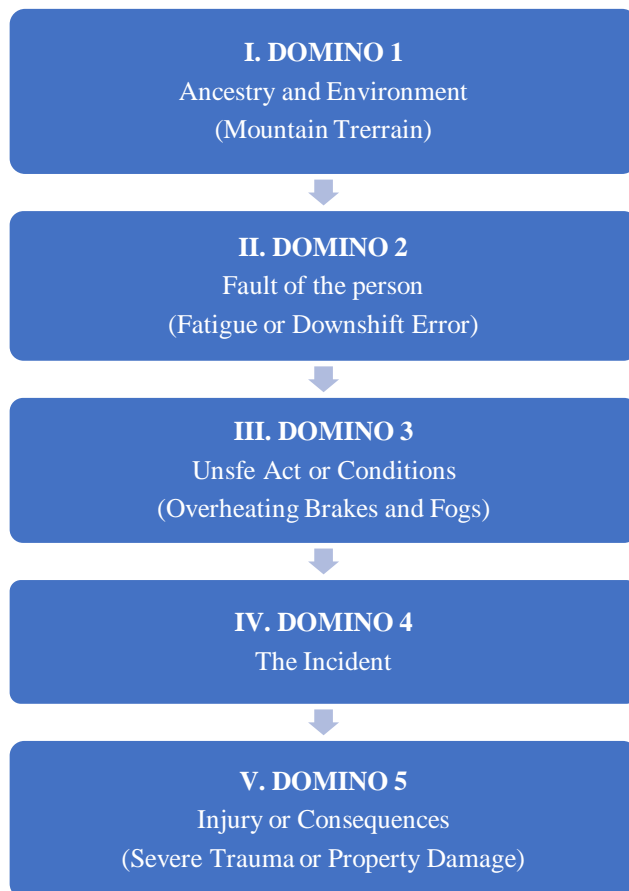 I. DOMINO 1
Ancestry and Environment
(Mountain Trerrain)
II. DOMINO 2
Fault of the person
(Fatigue or Downshift Error)
III. DOMINO 3
Unsfe Act or Conditions
(Overheating Brakes and Fogs)
IV. DOMINO 4
The Incident
V. DOMINO 5
Injury or Consequences
(Severe Trauma or Property Damage)